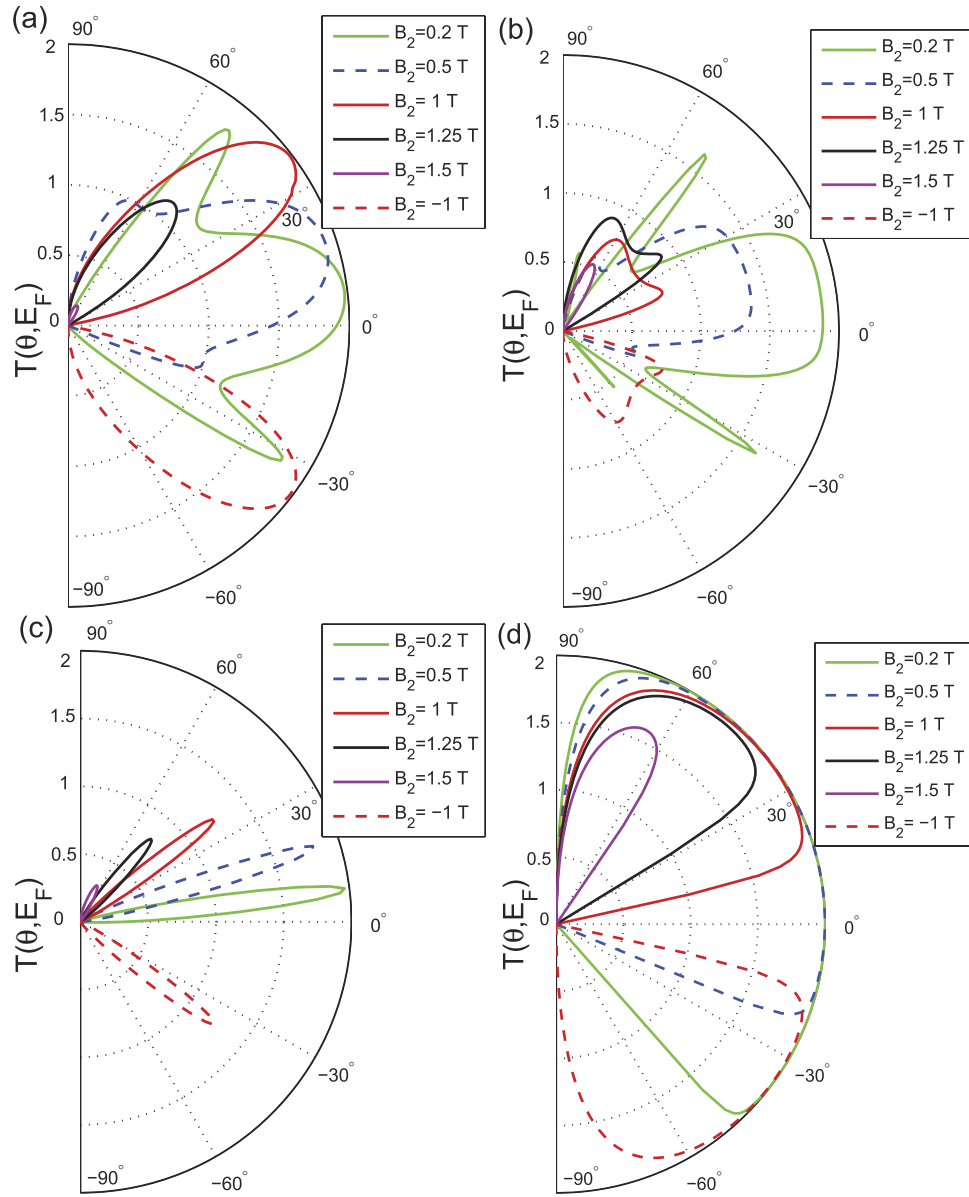 (a)
90°
2
60°
1.5
1
30°
0.5
0
0°
T(θ,E_F)
−30°
−90°
−60°
B_2=0.2 T
B_2=0.5 T
B_2= 1 T
B_2=1.25 T
B_2=1.5 T
B_2= −1 T
(b)
90°
2
60°
1.5
1
30°
0.5
0
0°
T(θ,E_F)
−30°
−90°
−60°
B_2=0.2 T
B_2=0.5 T
B_2= 1 T
B_2=1.25 T
B_2=1.5 T
B_2= −1 T
(c)
90°
2
60°
1.5
1
30°
0.5
0
0°
T(θ,E_F)
−30°
−90°
−60°
B_2=0.2 T
B_2=0.5 T
B_2= 1 T
B_2=1.25 T
B_2=1.5 T
B_2= −1 T
(d)
90°
2
60°
1.5
1
30°
0.5
0
0°
T(θ,E_F)
−30°
−90°
−60°
B_2=0.2 T
B_2=0.5 T
B_2= 1 T
B_2=1.25 T
B_2=1.5 T
B_2= −1 T